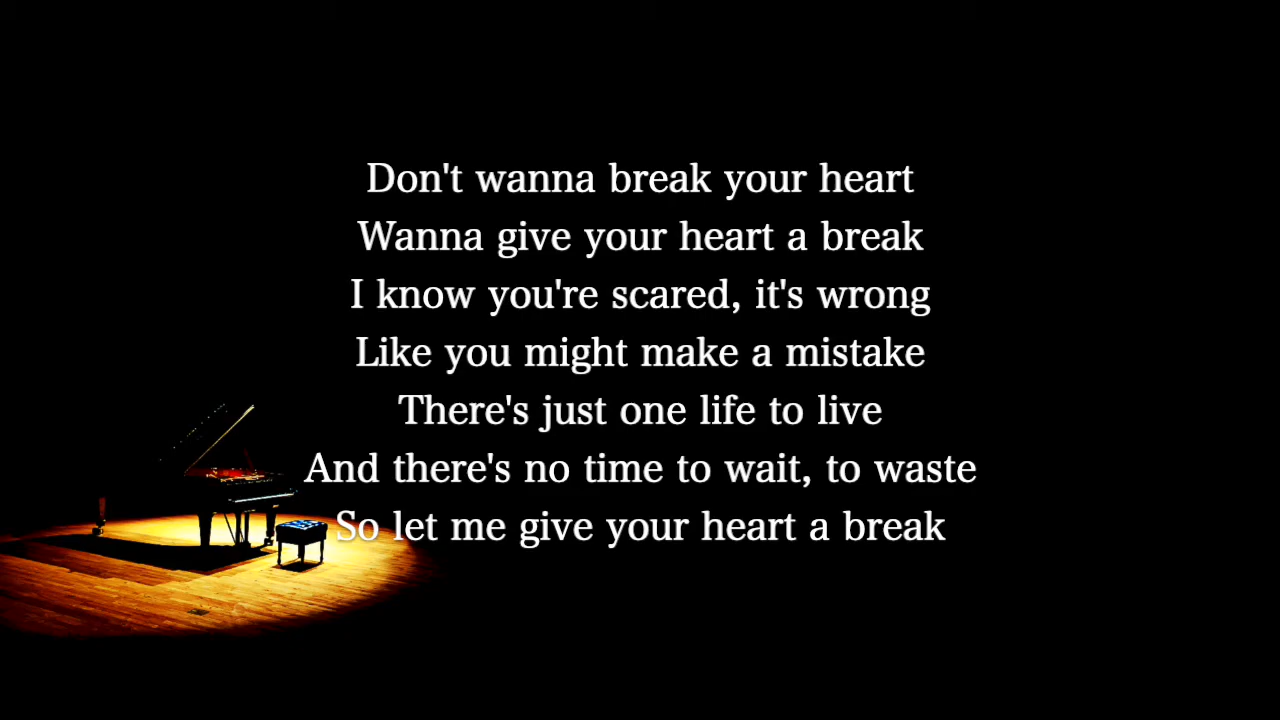 Don't wanna break your heart
Wanna give your heart a break
I know you're scared, it's wrong
Like you might make a mistake
There's just one life to live
And there's no time to wait, to waste
So let me give your heart a break